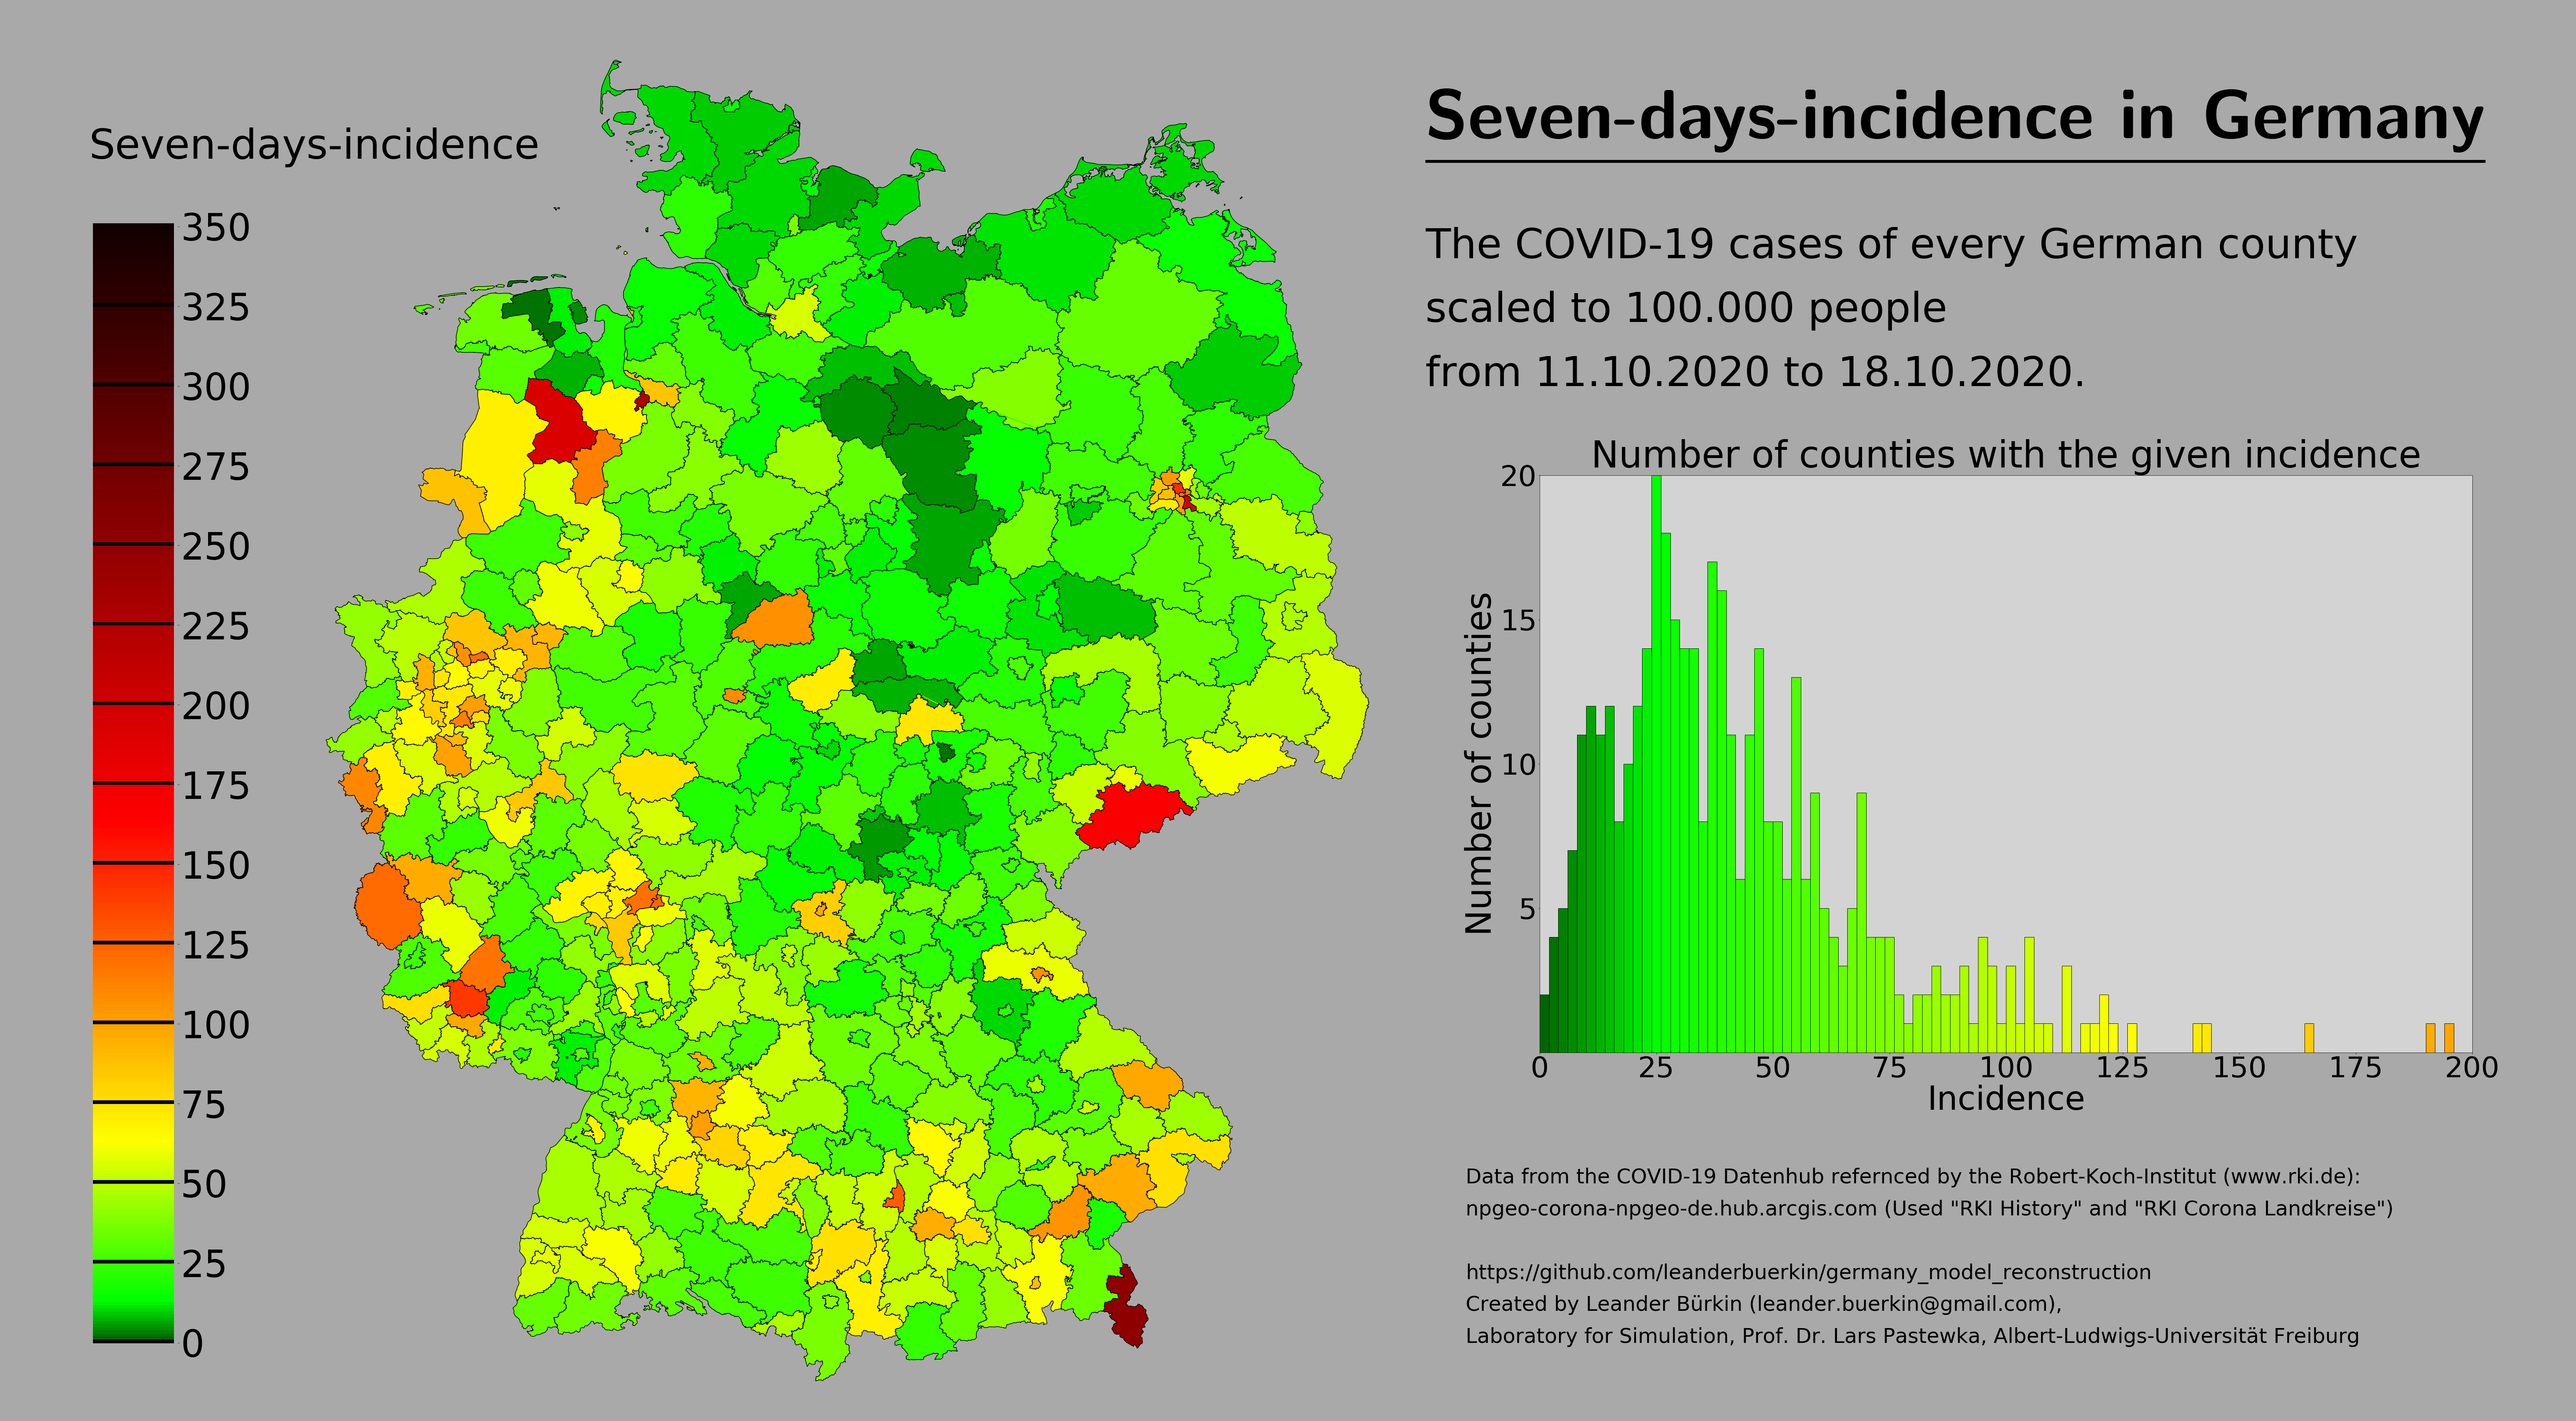 Seven-days-incidence in Germany
Seven-days-incidence
350
325
300
275
250
225
200
175
150
125
100
75
50
25
0
The COVID-19 cases of every German county
scaled to 100.000 people
from 11.10.2020 to 18.10.2020.
Number of counties with the given incidence
20
15
10
5
Number of counties
0 25 50 75 100 125 150 175 200
Incidence
Data from the COVID-19 Datenhub refernced by the Robert-Koch-Institut (www.rki.de):
npgeo-corona-npgeo-de.hub.arcgis.com (Used "RKI History" and "RKI Corona Landkreise")
https://github.com/leanderbuerkin/germany_model_reconstruction
Created by Leander Bürkin (leander.buerkin@gmail.com),
Laboratory for Simulation, Prof. Dr. Lars Pastewka, Albert-Ludwigs-Universität Freiburg